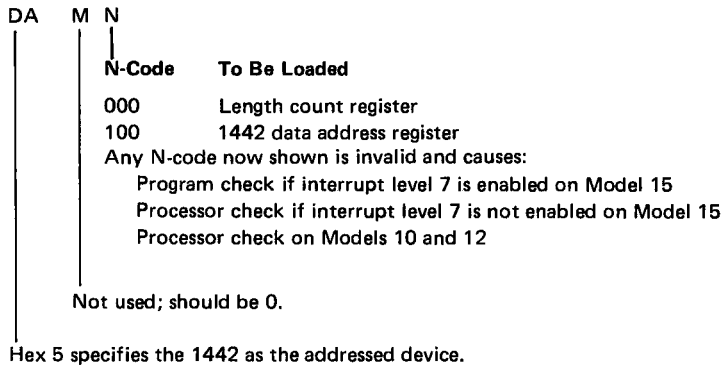 DA M N
N-Code To Be Loaded
000 Length count register
100 1442 data address register
Any N-code now shown is invalid and causes:
Program check if interrupt level 7 is enabled on Model 15
Processor check if interrupt level 7 is not enabled on Model 15
Processor check on Models 10 and 12
Not used; should be 0.
Hex 5 specifies the 1442 as the addressed device.